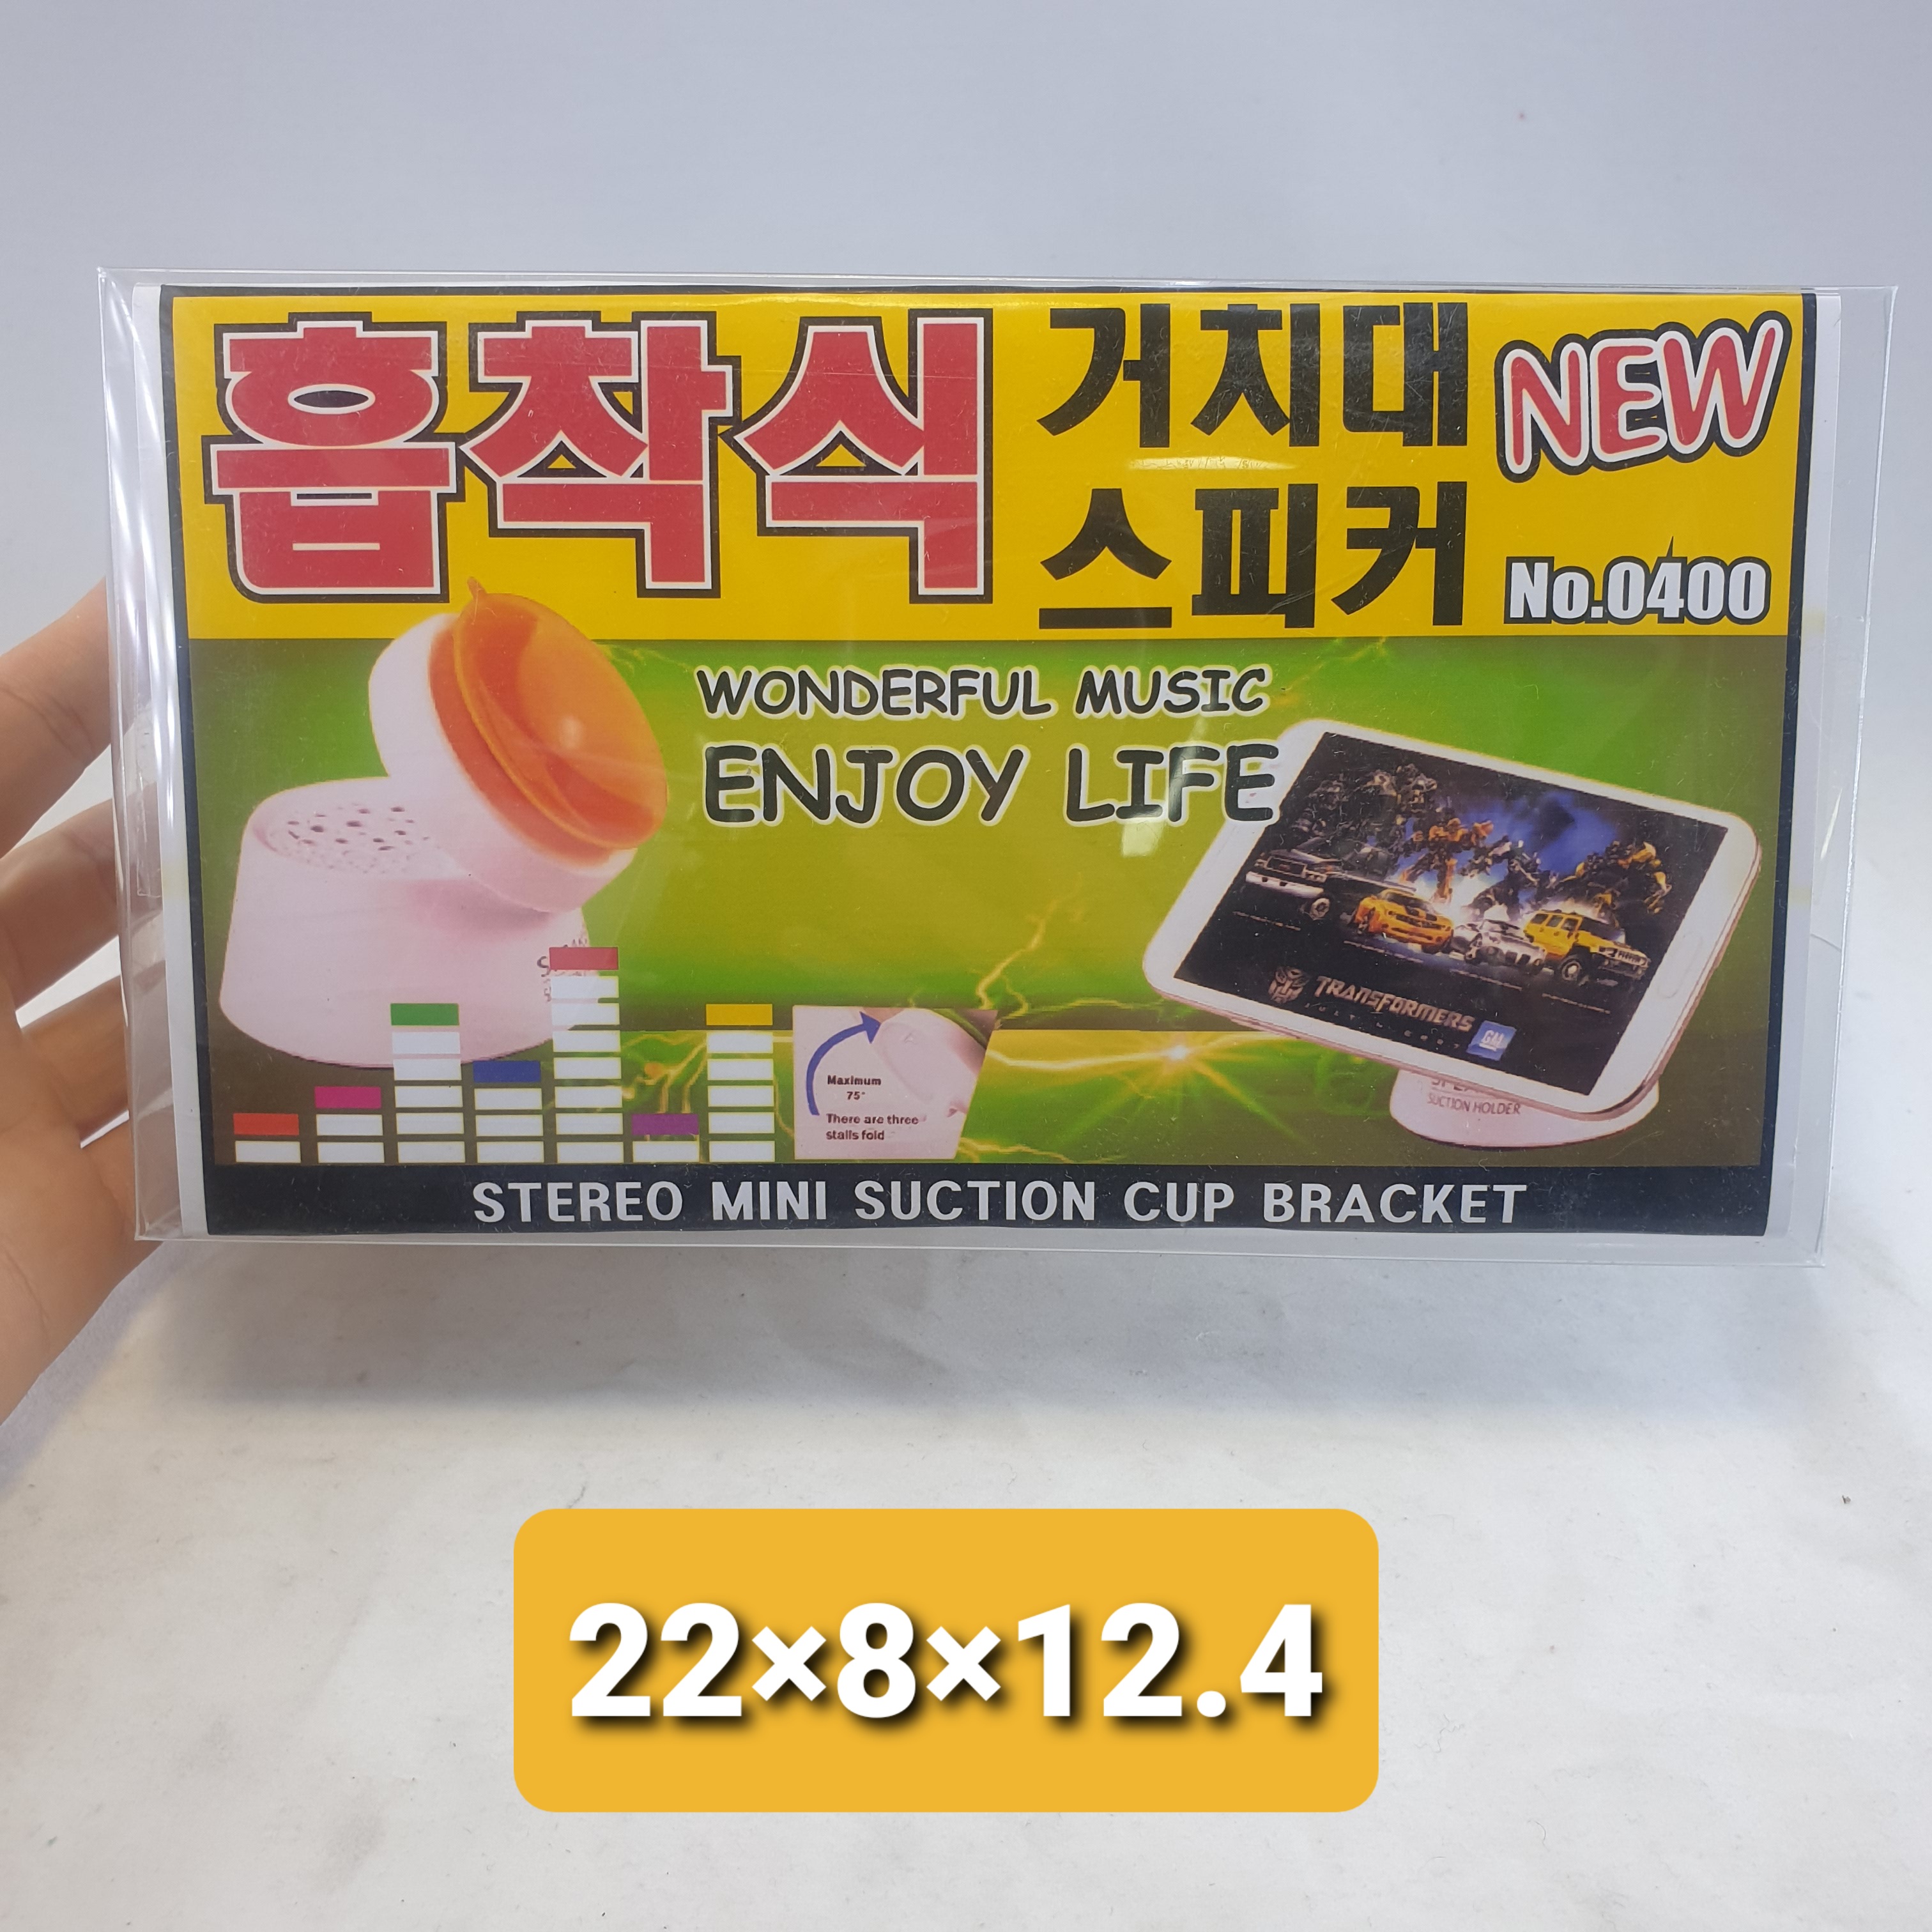 흡착식 거치대 스피커
NEW
No.0400
WONDERFUL MUSIC
ENJOY LIFE
TRANSFORMERS
GM
SUCTION HOLDER
Maximum
75°
There are three
stalls fold
STEREO MINI SUCTION CUP BRACKET
22×8×12.4